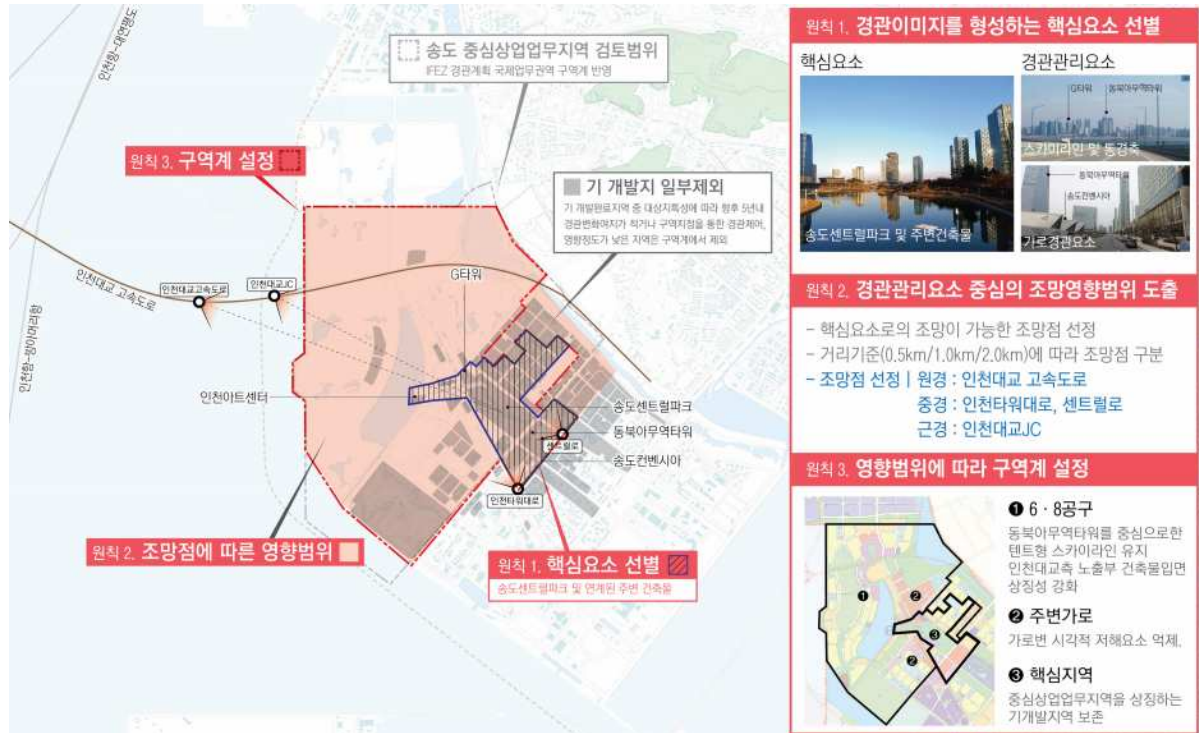 인천항-대연평도
송도 중심상업업무지역 검토범위
IFEZ 경관계획 국제업무권역 구역계 반영
원칙 3. 구역계 설정
기 개발지 일부제외
기 개발완료지역 중 대상지특성에 따라 향후 5년내
경관변화여지가 적거나 구역지정을 통한 경관제어,
영향정도가 낮은 지역은 구역계에서 제외
G타워
인천대교 고속도로
인천대교고속도로
인천대교JC
인천항-방아머리항
인천아트센터
송도센트럴파크
동북아무역타워
센트럴로
송도컨벤시아
인천타워대로
원칙 2. 조망점에 따른 영향범위
원칙 1. 핵심요소 선별
송도센트럴파크 및 연계된 주변 건축물
원칙 1. 경관이미지를 형성하는 핵심요소 선별
핵심요소
경관관리요소
G타워
동북아무역타워
스카이라인 및 통경축
동북아무역타워
송도컨벤시아
송도센트럴파크 및 주변건축물
가로경관요소
원칙 2. 경관관리요소 중심의 조망영향범위 도출
- 핵심요소로의 조망이 가능한 조망점 선정
- 거리기준(0.5km/1.0km/2.0km)에 따라 조망점 구분
- 조망점 선정 | 원경 : 인천대교 고속도로
중경 : 인천타워대로, 센트럴로
근경 : 인천대교JC
원칙 3. 영향범위에 따라 구역계 설정
❶ 6 · 8공구
동북아무역타워를 중심으로한
텐트형 스카이라인 유지
인천대교측 노출부 건축물입면
상징성 강화
❷ 주변가로
가로변 시각적 저해요소 억제,
❸ 핵심지역
중심상업업무지역을 상징하는
기개발지역 보존
❶
❷
❸
❷